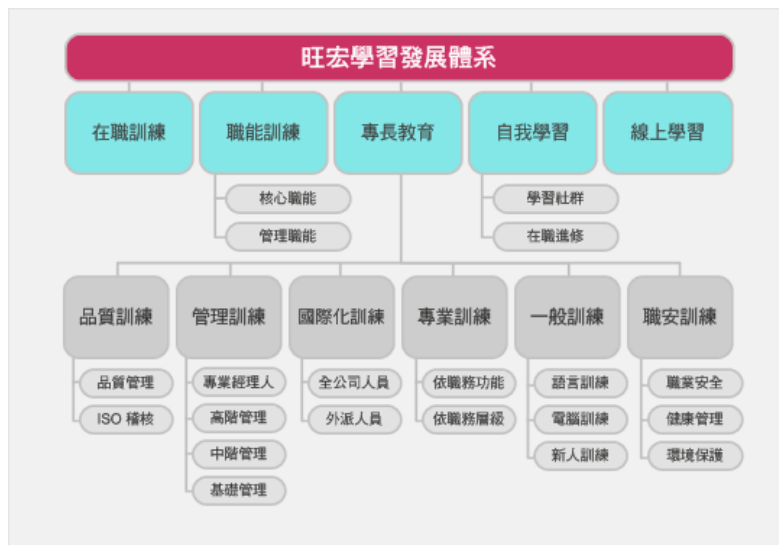 旺宏學習發展體系
在職訓練
職能訓練
專長教育
自我學習
線上學習
核心職能
管理職能
學習社群
在職進修
品質訓練
管理訓練
國際化訓練
專業訓練
一般訓練
職安訓練
品質管理
ISO 稽核
專業經理人
高階管理
中階管理
基礎管理
全公司人員
外派人員
依職務功能
依職務層級
語言訓練
電腦訓練
新人訓練
職業安全
健康管理
環境保護